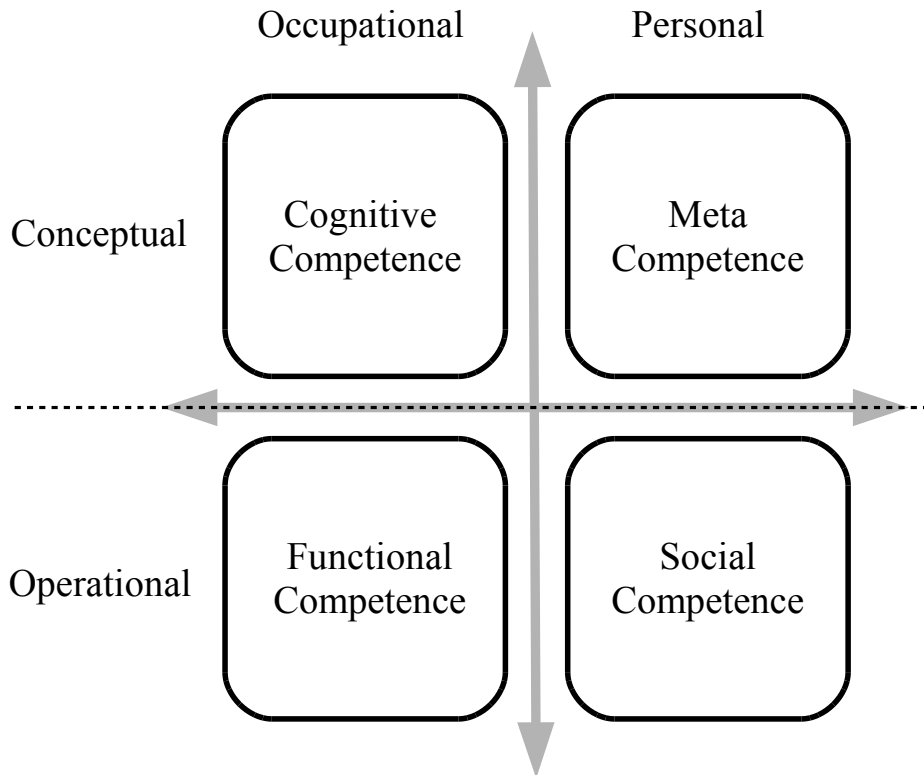 Occupational
Personal
Conceptual
Cognitive
Competence
Meta
Competence
Operational
Functional
Competence
Social
Competence